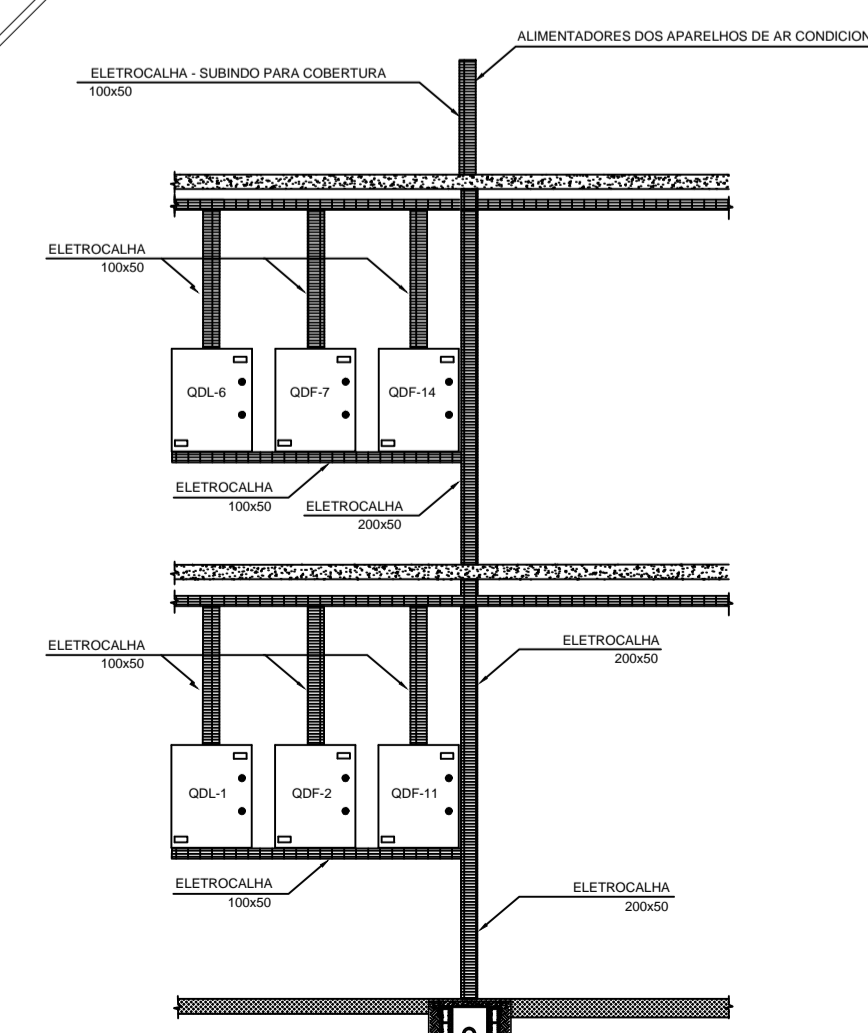 ALIMENTADORES DOS APARELHOS DE AR
ELETROCALHA - SUBINDO PARA COBERTURA
100x50
ELETROCALHA
100x50
QDL-6
QDF-7
QDF-14
ELETROCALHA
100x50
ELETROCALHA
200x50
ELETROCALHA
100x50
ELETROCALHA
200x50
QDL-1
QDF-2
QDF-11
ELETROCALHA
100x50
ELETROCALHA
200x50